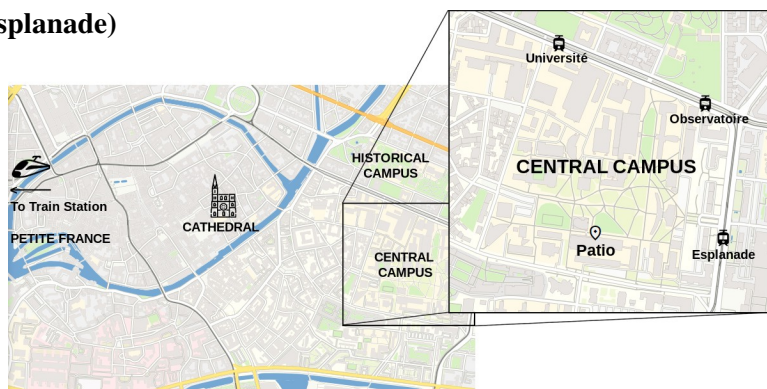 splanade)
To Train Station
PETITE FRANCE
CATHEDRAL
HISTORICAL
CAMPUS
CENTRAL
CAMPUS
Université
Observatoire
CENTRAL CAMPUS
Patio
Esplanade